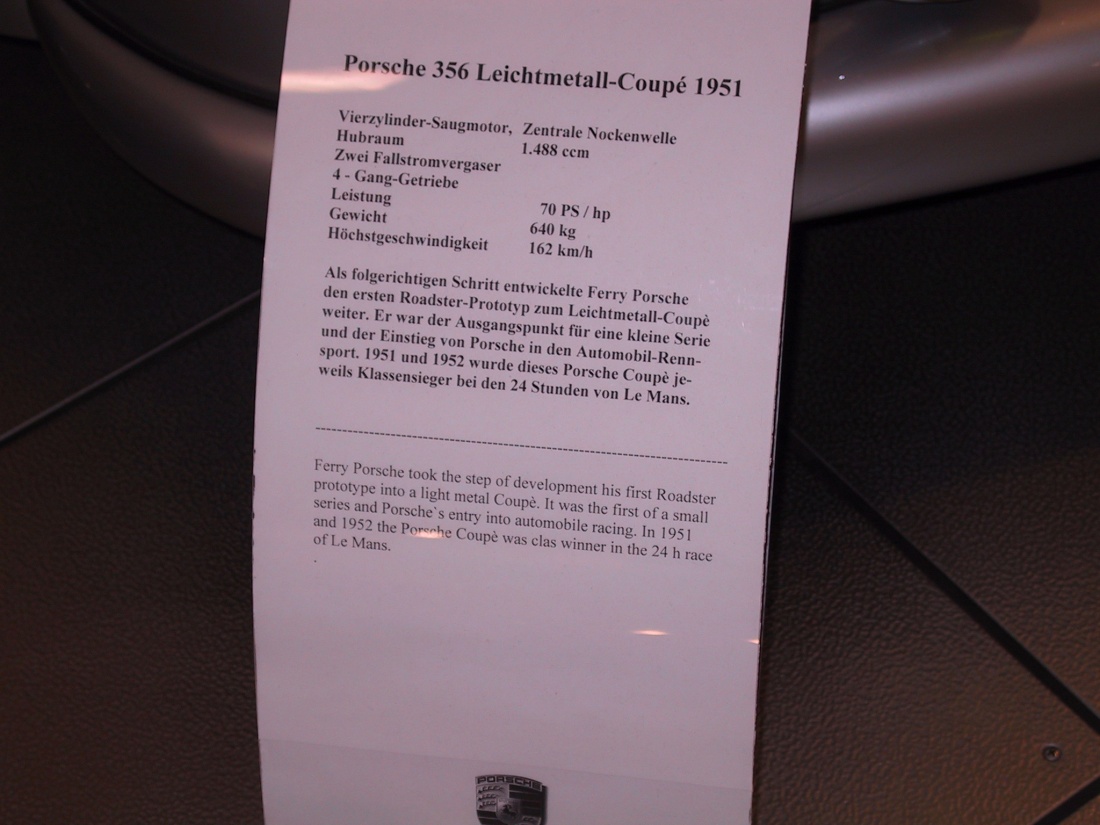 Porsche 356 Leichtmetall-Coupé 1951
Vierzylinder-Saugmotor, Zentrale Nockenwelle
Hubraum 1.488 ccm
Zwei Fallstromvergaser
4 - Gang-Getriebe
Leistung 70 PS / hp
Gewicht 640 kg
Höchstgeschwindigkeit 162 km/h
Als folgerichtigen Schritt entwickelte Ferry Porsche
den ersten Roadster-Prototyp zum Leichtmetall-Coupè
weiter. Er war der Ausgangspunkt für eine kleine Serie
und der Einstieg von Porsche in den Automobil-Renn-
sport. 1951 und 1952 wurde dieses Porsche Coupè je-
weils Klassensieger bei den 24 Stunden von Le Mans.
Ferry Porsche took the step of development his first Roadster
prototype into a light metal Coupè. It was the first of a small
series and Porsche`s entry into automobile racing. In 1951
and 1952 the Porsche Coupè was clas winner in the 24 h race
of Le Mans.
PORSCHE